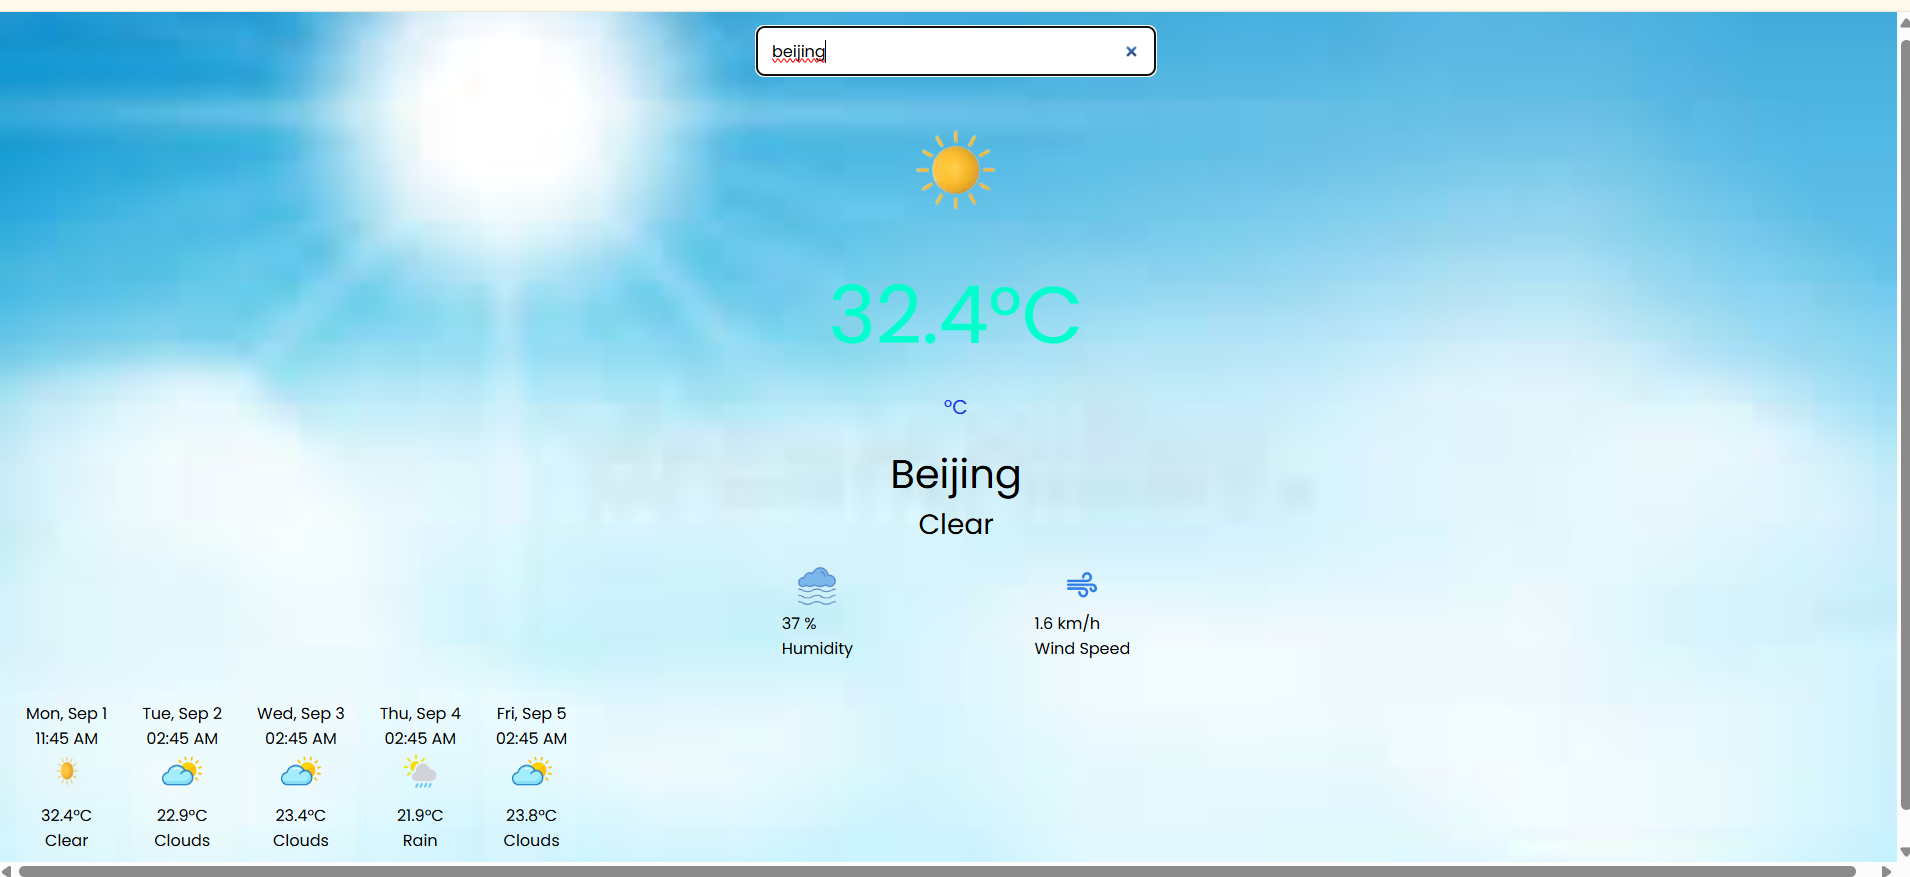 beijing
32.4°C
°C
Beijing
Clear
37 %
Humidity
1.6 km/h
Wind Speed
Mon, Sep 1
11:45 AM
32.4°C
Clear
Tue, Sep 2
02:45 AM
22.9°C
Clouds
Wed, Sep 3
02:45 AM
23.4°C
Clouds
Thu, Sep 4
02:45 AM
21.9°C
Rain
Fri, Sep 5
02:45 AM
23.8°C
Clouds